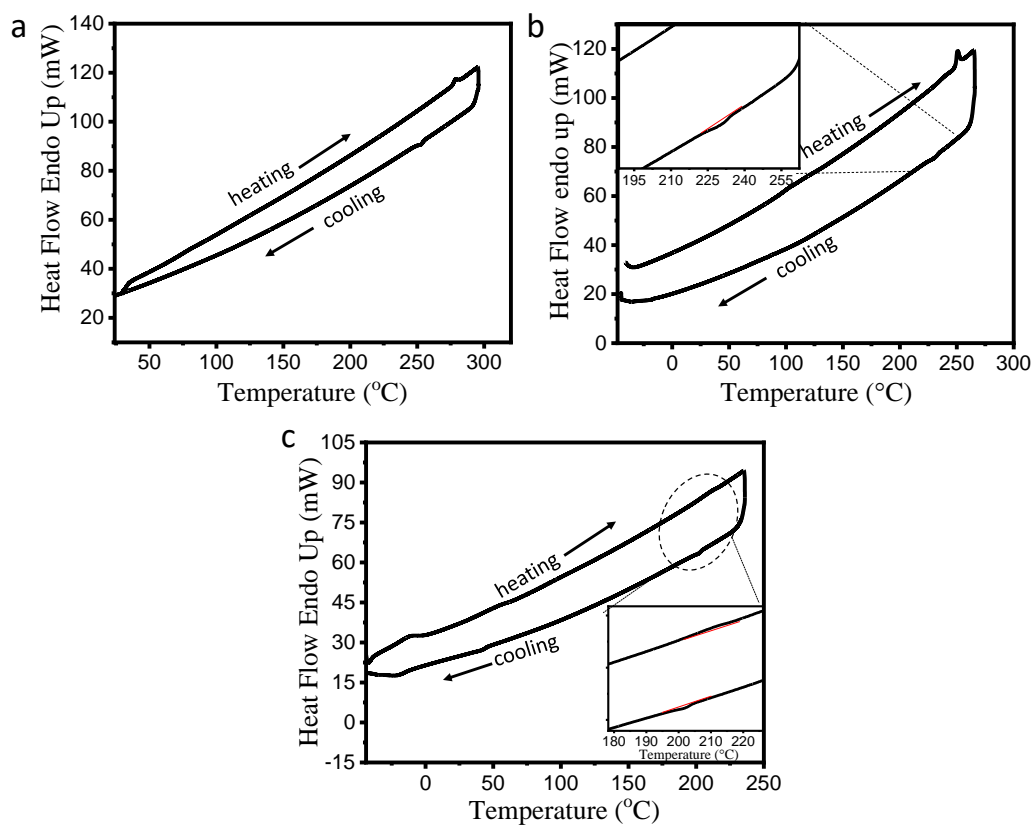 a
Heat Flow Endo Up (mW)
140
120
100
80
60
40
20
heating
cooling
50 100 150 200 250 300
Temperature (°C)
b
Heat Flow endo up (mW)
120
100
80
60
40
20
0
195 210 225 240 255
heating
cooling
0 50 100 150 200 250 300
Temperature (°C)
c
Heat Flow Endo Up (mW)
105
90
75
60
45
30
15
0
-15
heating
cooling
180 190 200 210 220
Temperature (°C)
0 50 100 150 200 250
Temperature (°C)